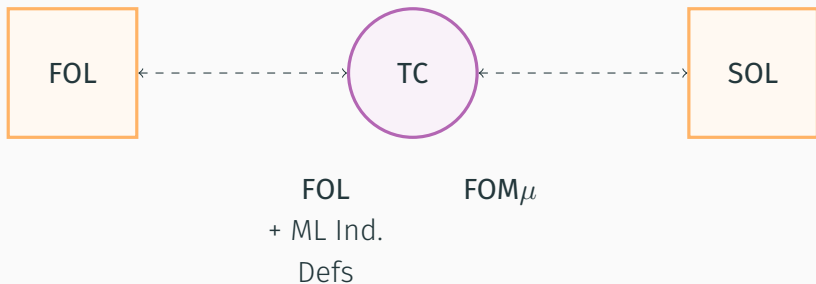 FOL TC SOL
FOL FOMμ
+ ML Ind.
Defs